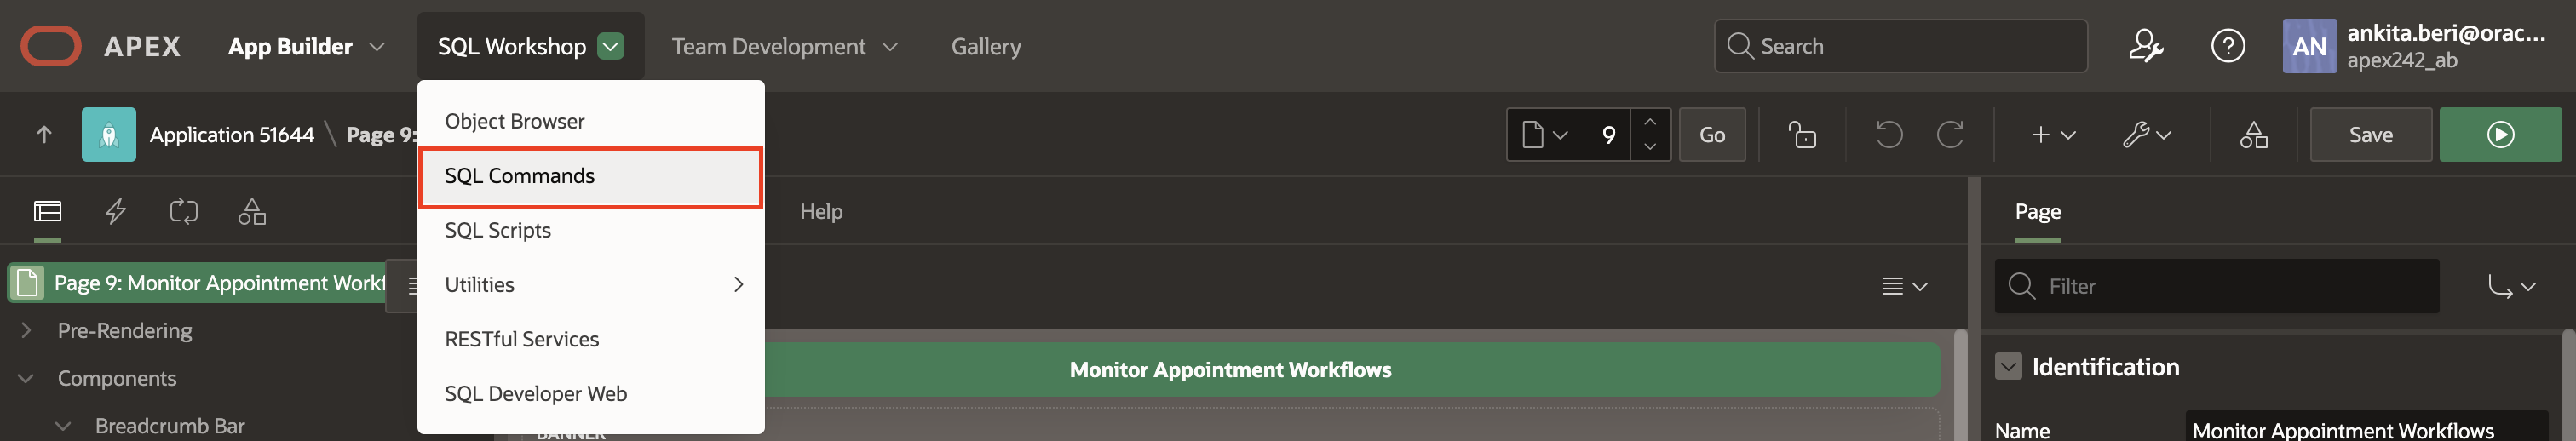 APEX App Builder SQL Workshop Team Development Gallery Search ? AN ankita.beri@orac...
apex242_ab
Application 51644 \ Page 9: 9 Go Save
Object Browser
SQL Commands
SQL Scripts
Utilities
RESTful Services
SQL Developer Web
Help
Page
Page 9: Monitor Appointment Workf
Filter
Pre-Rendering
Components
Breadcrumb Bar
Monitor Appointment Workflows
BANNER
Identification
Name Monitor Appointment Workflows